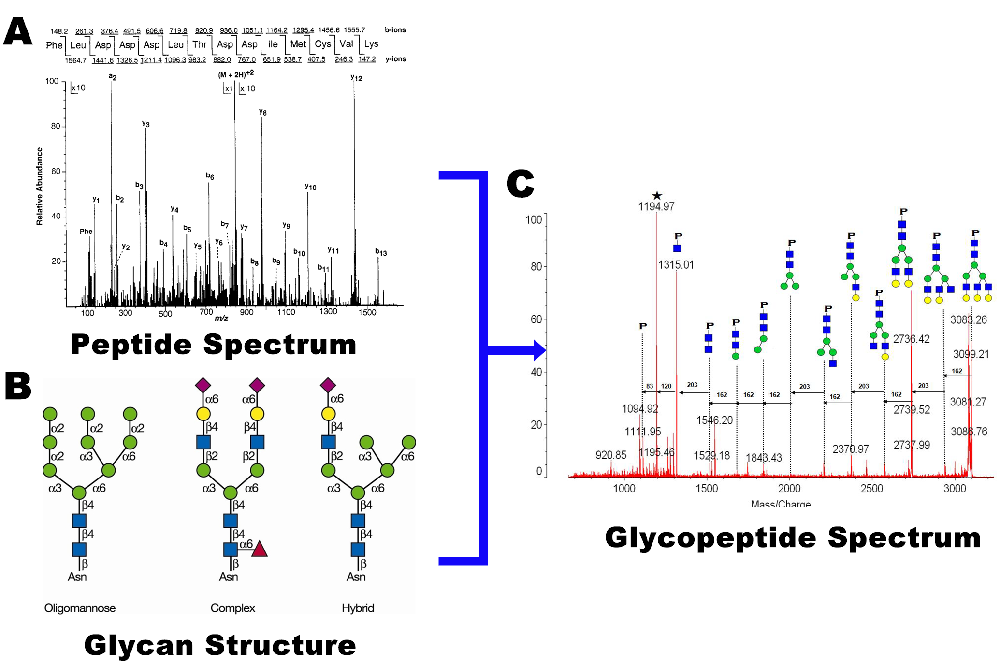 A
148.2 261.3 376.4 491.5 606.6 719.8 820.9 936.0 1051.1 1164.2 1295.4 1456.6 1555.7 b-ions
Phe Leu Asp Asp Asp Leu Thr Asp Asp Ile Met Cys Val Lys
1564.7 1441.6 1326.5 1211.4 1096.3 983.2 882.0 767.0 651.9 538.7 407.5 246.3 147.2 y-ions
a2 (M + 2H)+2 y12
100 x10 x1 x 10
y8
y3
80
60
b6
b3 y10
b2
y1
y4
40
b5 b7 y7 y9
Phe
b4 y2 y5 y6 b10 y11 b13
20
b8 b9 b11
Relative Abundance
100 300 500 700 900 1100 1300 1500
m/z
Peptide Spectrum
B
α6 α6 α6
α2 α2 α2 β4 β4 β4
α2 α3 α6 β2 β2 β2 α3 α6
α3 α6 α3 α6 α3 α6
β4 β4 β4
β4 β4 α6 β4
β β β
Asn Asn Asn
Oligomannose Complex Hybrid
Glycan Structure
C
★
1194.97
100
P P P P P P
1315.01
80
P P P P P P
60
3083.26
2736.42
3099.21
40
162
83 120 203 203 203 203
162 162 162 162 162
3081.27
1094.92 2739.52
20
1546.20
1111.95 3086.76
2737.99
2370.97
920.85 1195.46 1529.18 1843.43
0
1000 1500 2000 2500 3000
Mass/Charge
Glycopeptide Spectrum